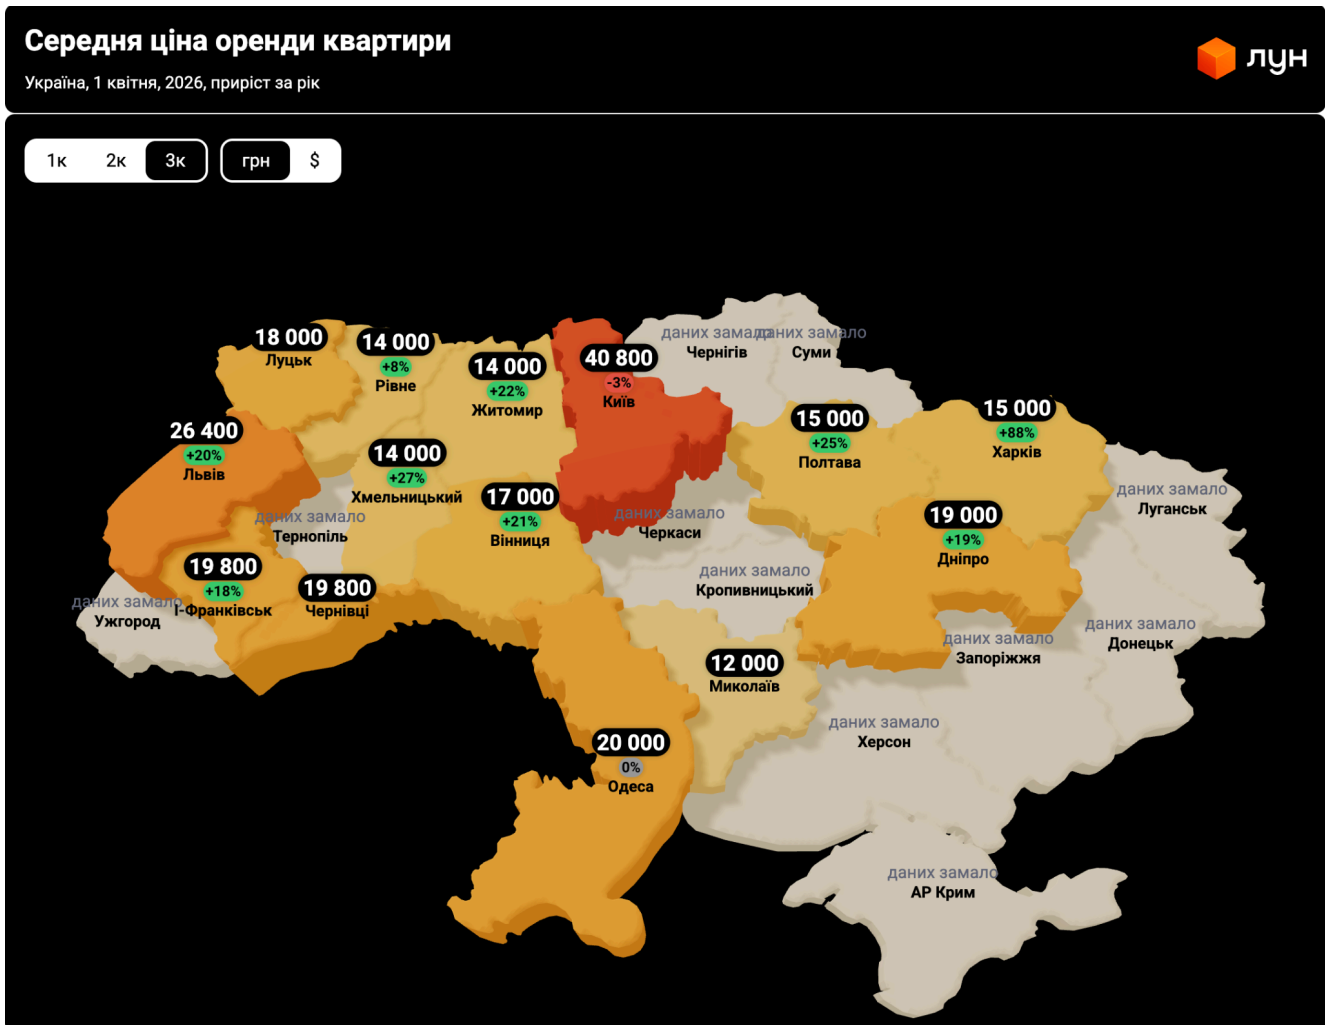 Середня ціна оренди квартири
Україна, 1 квітня, 2026, приріст за рік
лун
1к 2к 3к грн $
18 000
Луцьк
14 000
+8%
Рівне
14 000
+22%
Житомир
40 800
-3%
Київ
даних замало
Чернігів
даних замало
Суми
26 400
+20%
Львів
14 000
+27%
Хмельницький
15 000
+25%
Полтава
15 000
+88%
Харків
даних замало
Тернопіль
17 000
+21%
Вінниця
даних замало
Черкаси
19 000
+19%
Дніпро
даних замало
Луганськ
даних замало
Ужгород
19 800
+18%
І-Франківськ
19 800
Чернівці
даних замало
Кропивницький
даних замало
Запоріжжя
даних замало
Донецьк
12 000
Миколаїв
20 000
0%
Одеса
даних замало
Херсон
даних замало
АР Крим